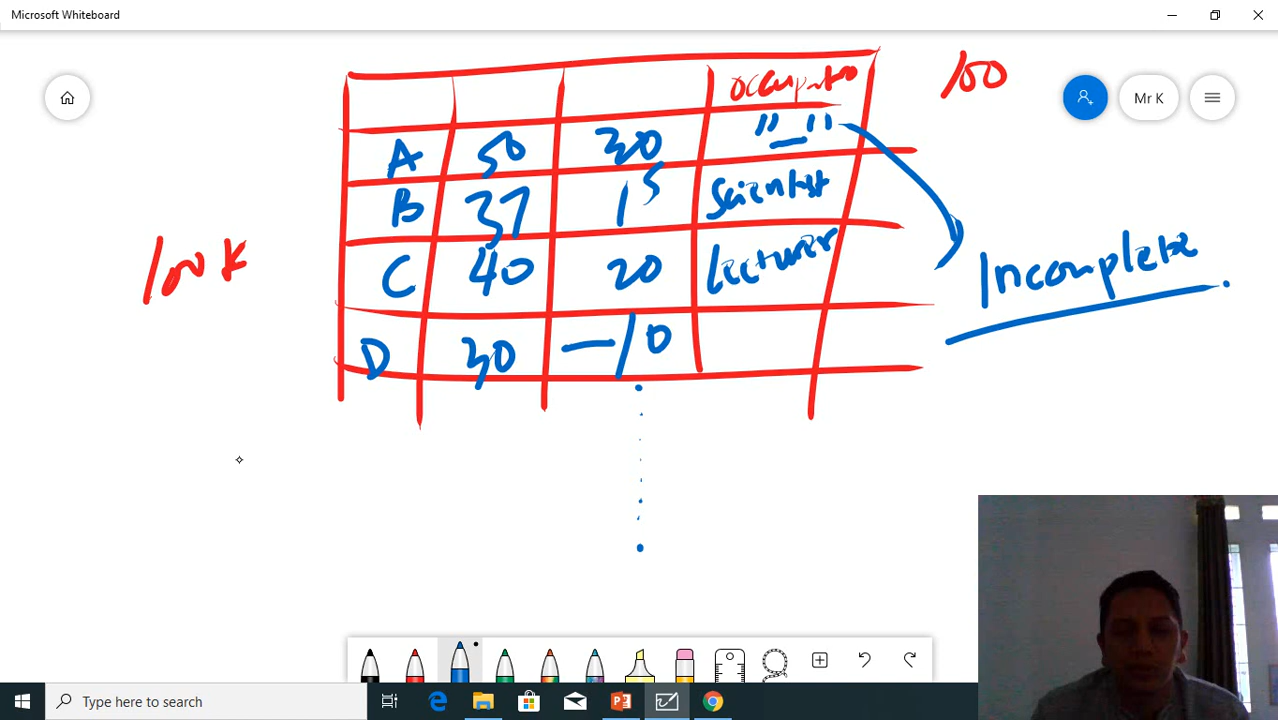 Microsoft Whiteboard
100
Mr K
A 50 30 " _ "
B 37 15 Scientist
C 40 20 Lecturer
D 30 -10
100 K
Incomplete
Type here to search